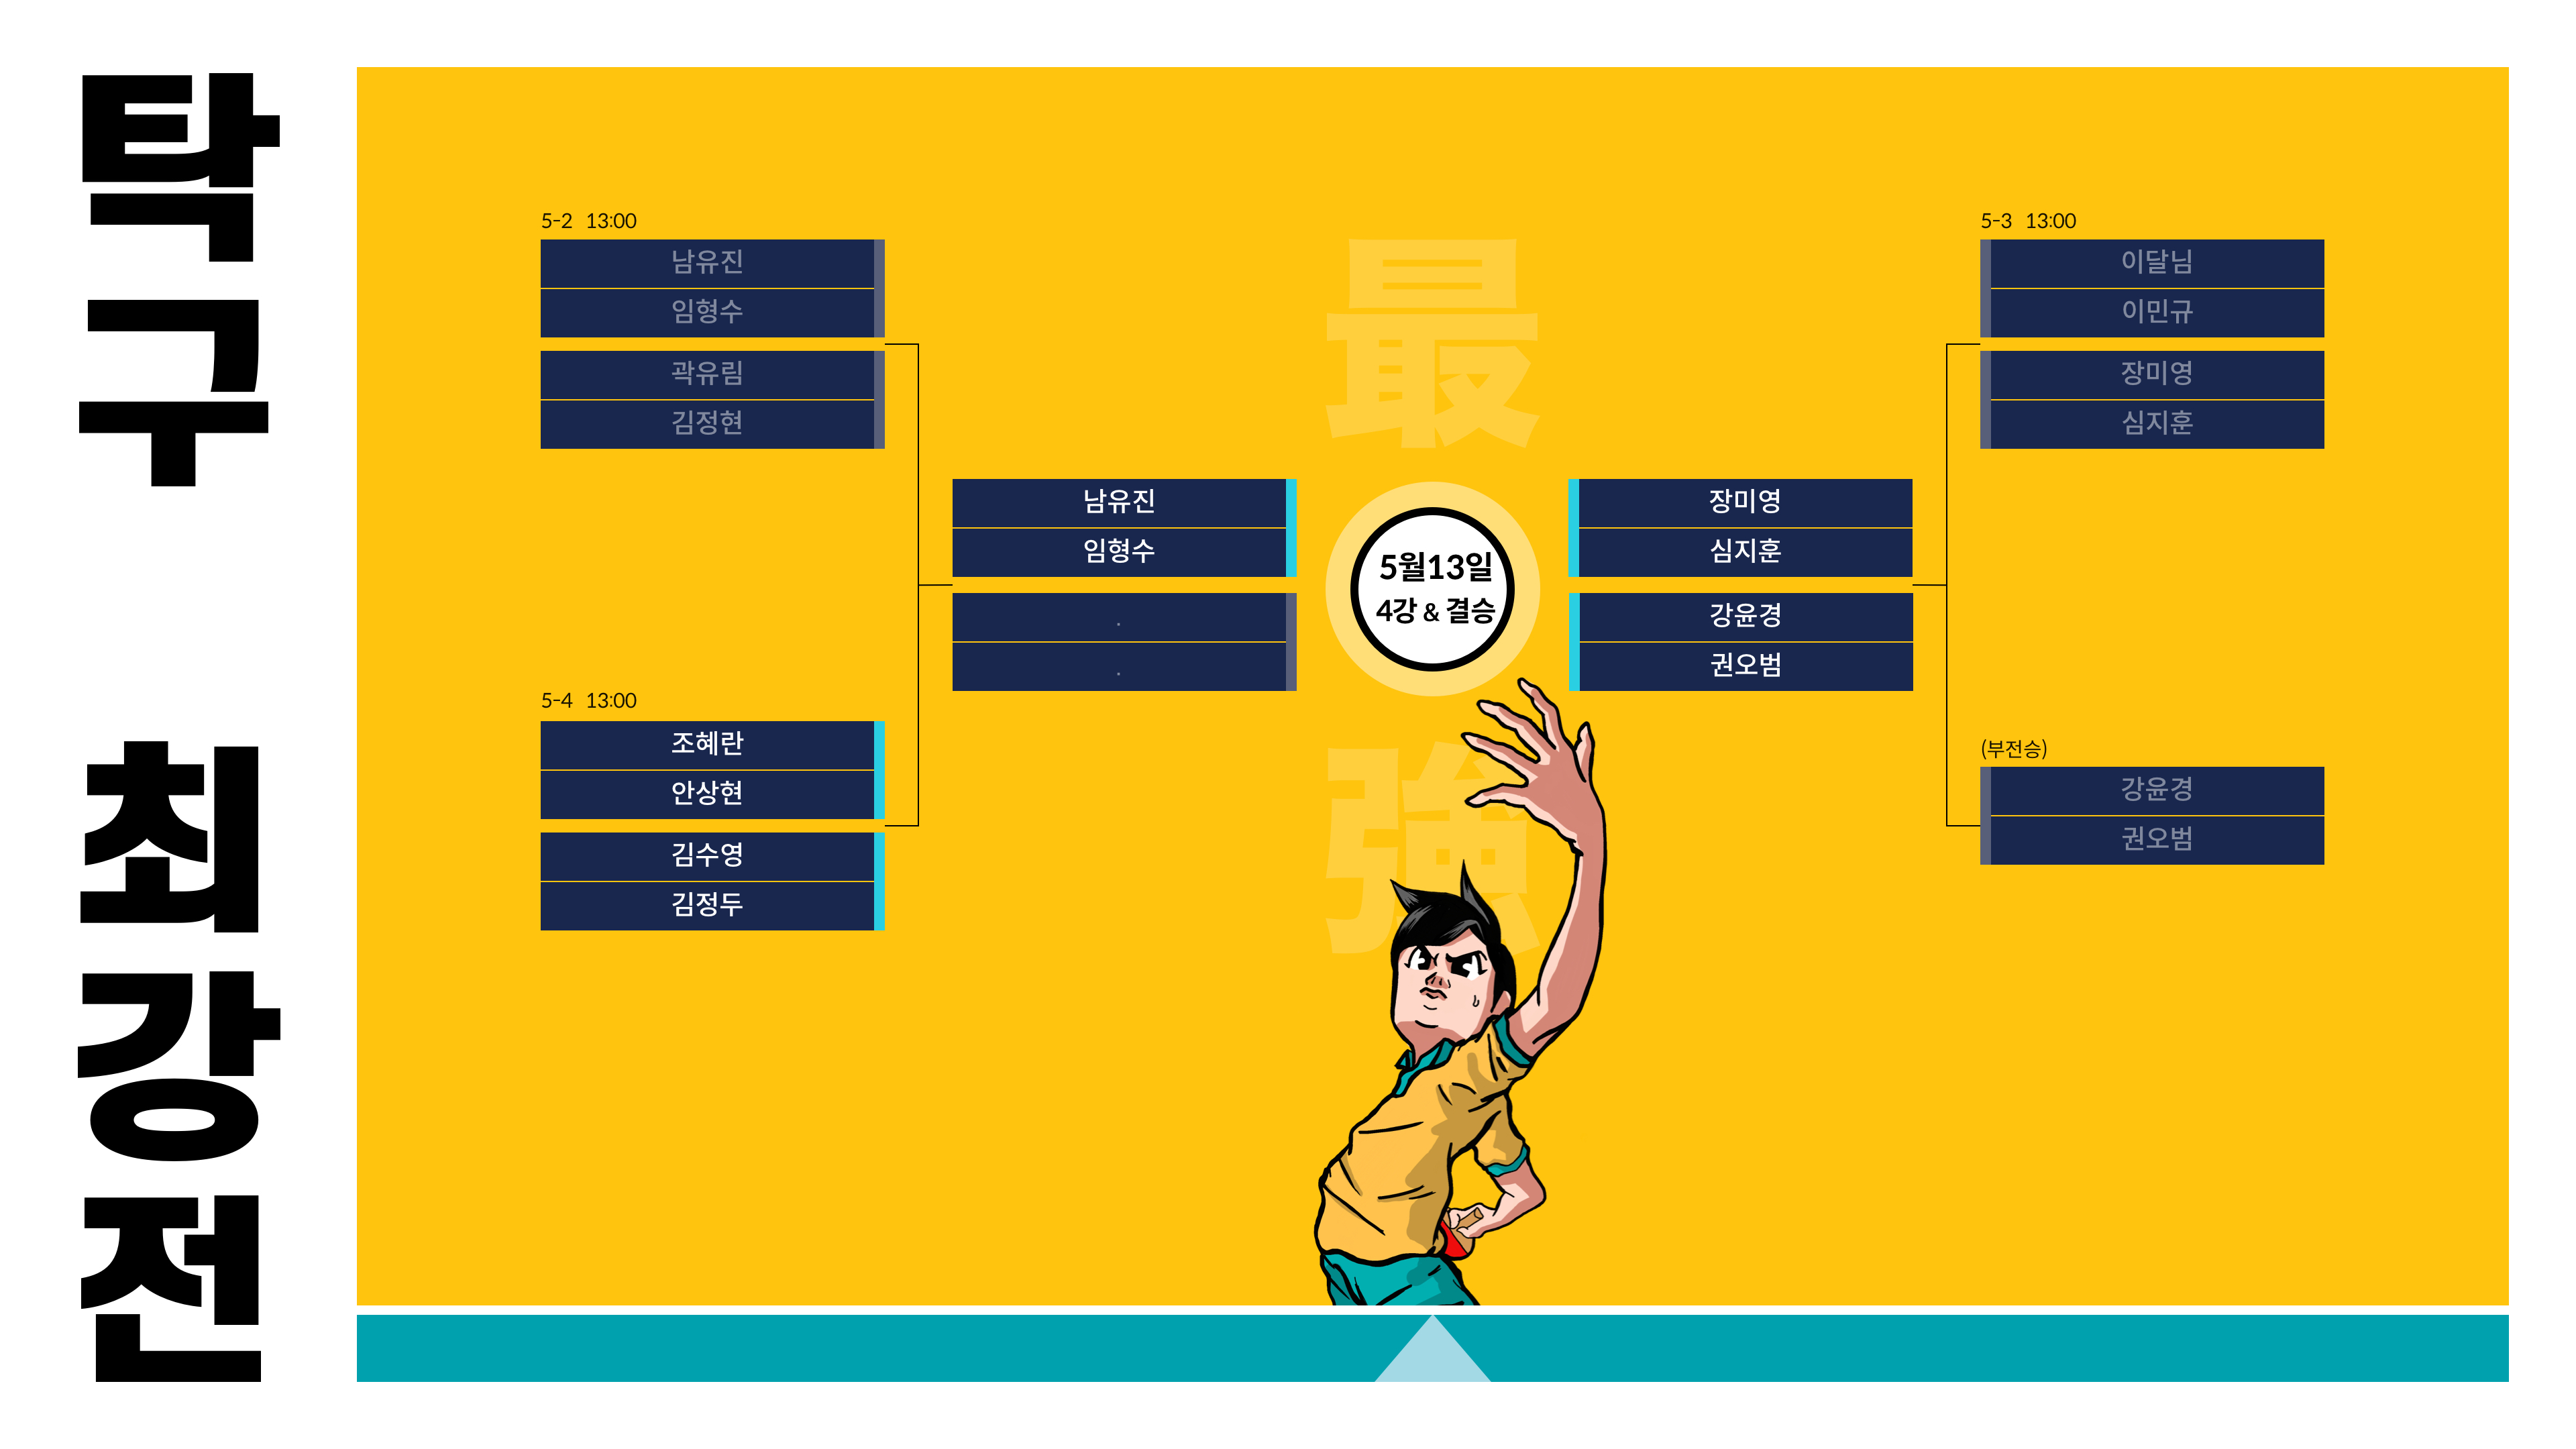 탁구 최강전
5-2 13:00
남유진
임형수
곽유림
김정현
5-4 13:00
조혜란
안상현
김수영
김정두
남유진
임형수
.
.
最
5월13일
4강 & 결승
強
장미영
심지훈
강윤경
권오범
5-3 13:00
이달님
이민규
장미영
심지훈
(부전승)
강윤경
권오범